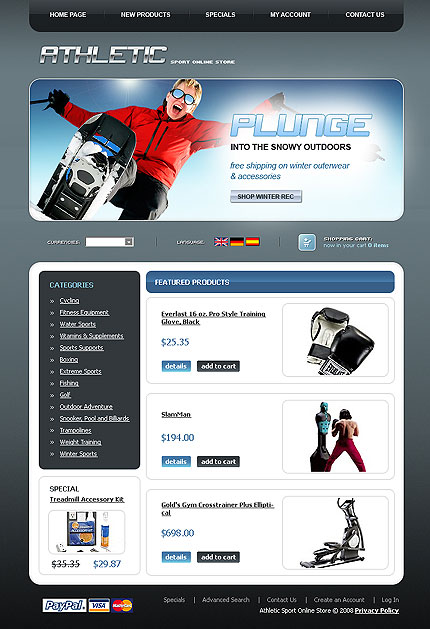 HOME PAGE NEW PRODUCTS SPECIALS MY ACCOUNT CONTACT US
ATHLETIC SPORT ONLINE STORE
PLUNGE
INTO THE SNOWY OUTDOORS
free shipping on winter outerwear
& accessories
SHOP WINTER REC
CURRENCIES: LANGUAGE: SHOPPING CART:
now in your cart 0 items
CATEGORIES
» Cycling
» Fitness Equipment
» Water Sports
» Vitamins & Supplements
» Sports Supports
» Boxing
» Extreme Sports
» Fishing
» Golf
» Outdoor Adventure
» Snooker, Pool and Billiards
» Trampolines
» Weight Training
» Winter Sports
SPECIAL
Treadmill Accessory Kit
$35.35 $29.87
FEATURED PRODUCTS
Everlast 16 oz. Pro Style Training
Glove, Black
$25.35
details add to cart
SlamMan
$194.00
details add to cart
Gold's Gym Crosstrainer Plus Ellipti-
cal
$698.00
details add to cart
PayPal VISA MasterCard
Specials | Advanced Search | Contact Us | Create an Account | Log In
Athletic Sport Online Store © 2008 Privacy Policy